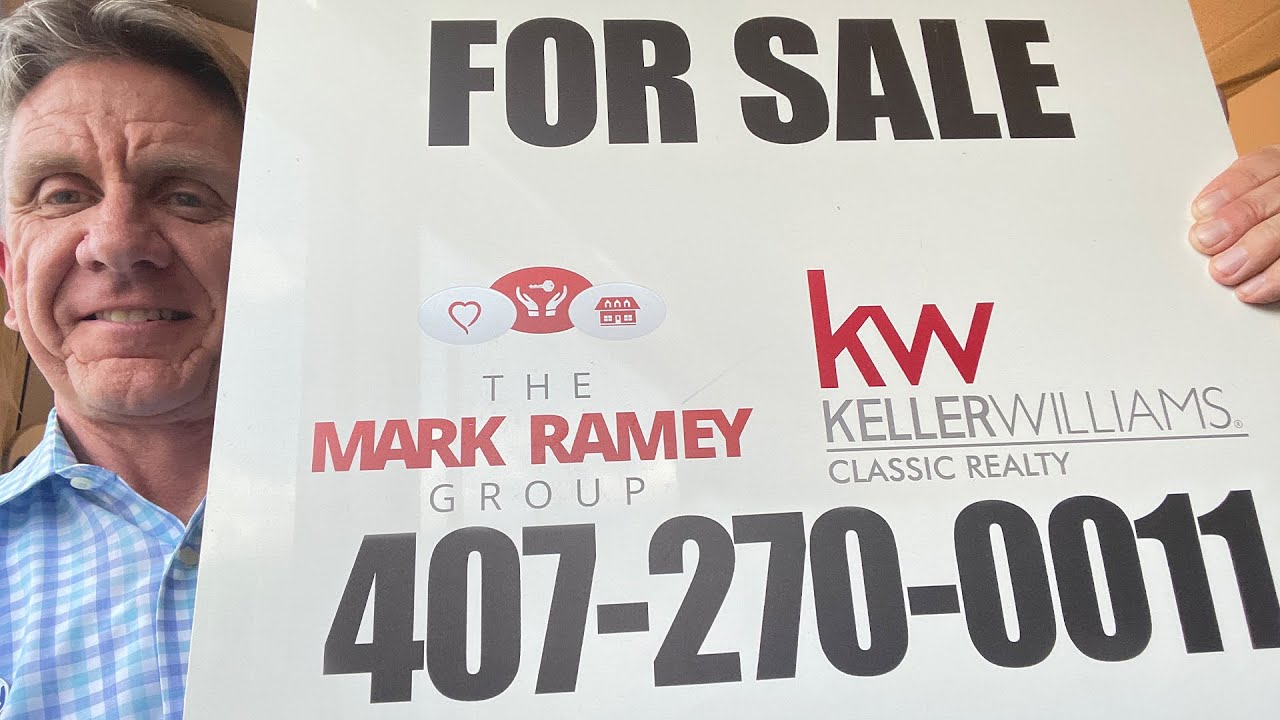 FOR SALE
THE
MARK RAMEY
GROUP
kw
KELLERWILLIAMS®
CLASSIC REALTY
407-270-0011